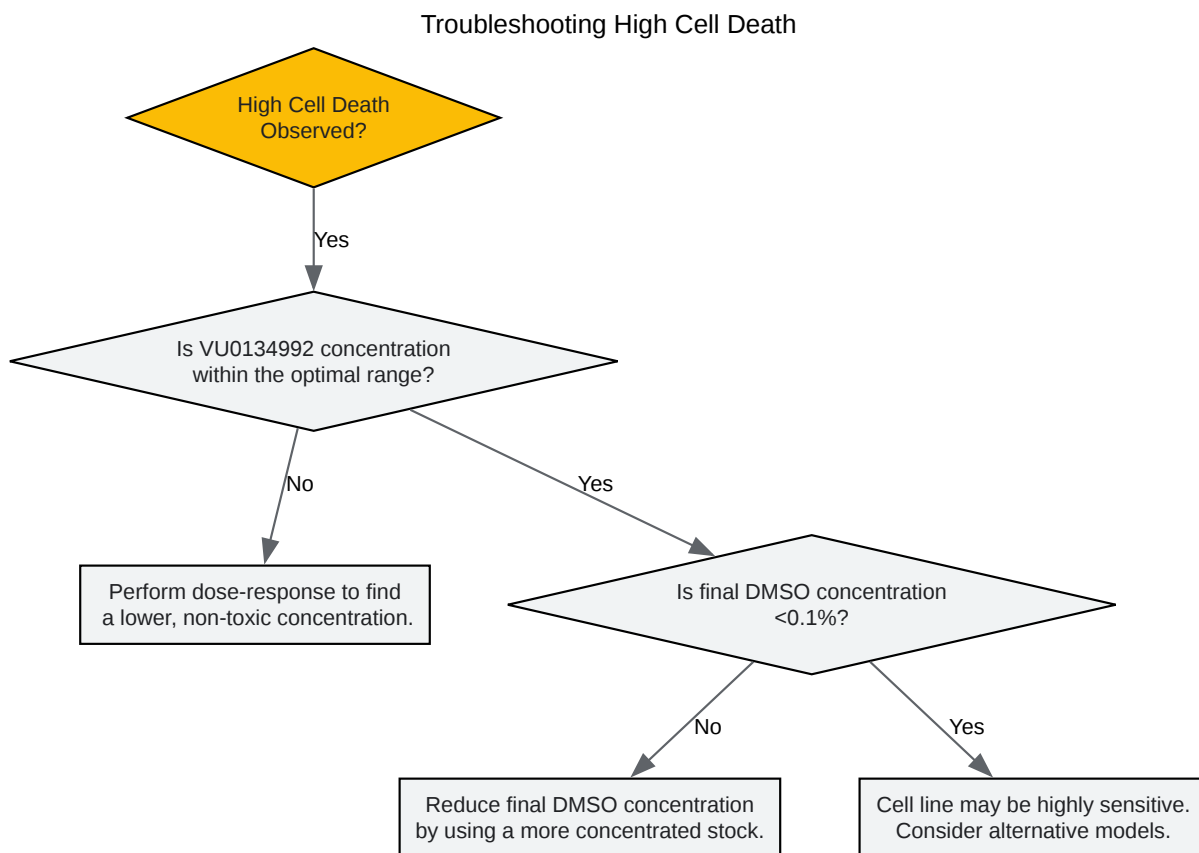 Troubleshooting High Cell Death
High Cell Death
Observed?
Yes
Is VU0134992 concentration
within the optimal range?
No
Yes
Perform dose-response to find
a lower, non-toxic concentration.
Is final DMSO concentration
<0.1%?
No
Yes
Reduce final DMSO concentration
by using a more concentrated stock.
Cell line may be highly sensitive.
Consider alternative models.